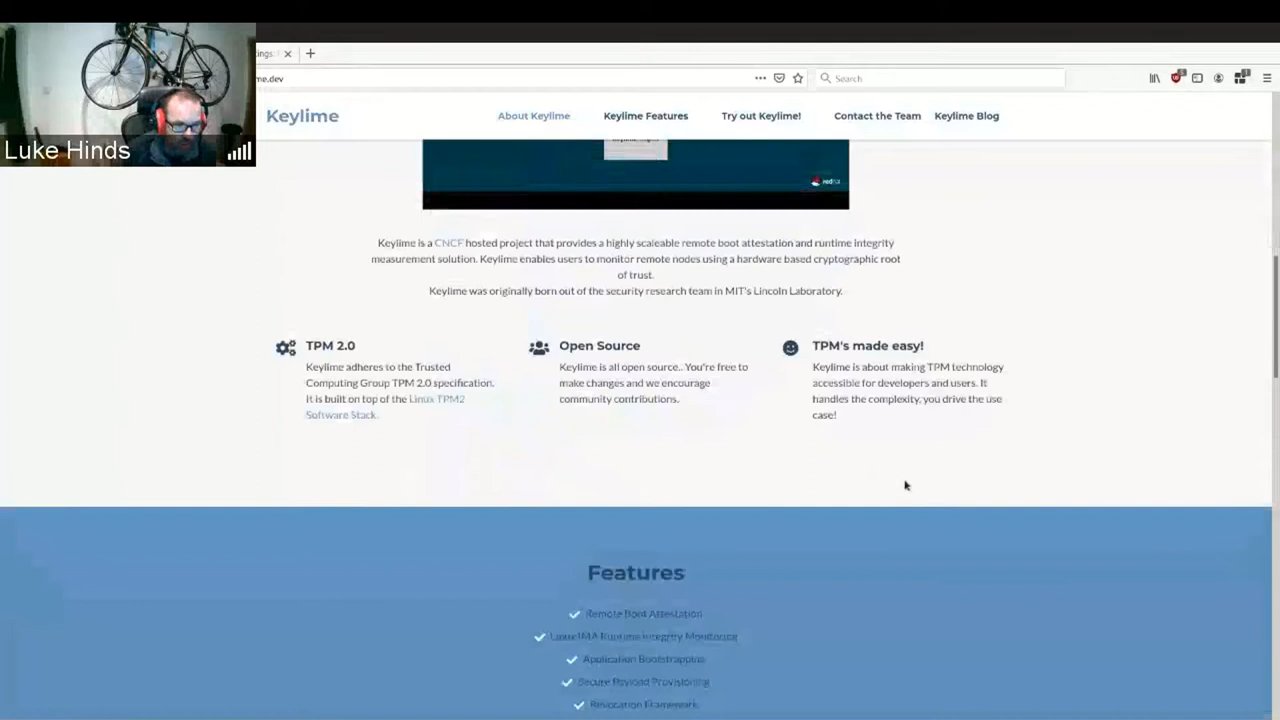 tings:
me.dev
Search
Luke Hinds
Keylime
About Keylime
Keylime Features
Try out Keylime!
Contact the Team
Keylime Blog
Keylime is a CNCF hosted project that provides a highly scaleable remote boot attestation and runtime integrity
measurement solution. Keylime enables users to monitor remote nodes using a hardware based cryptographic root
of trust.
Keylime was originally born out of the security research team in MIT's Lincoln Laboratory.
TPM 2.0
Keylime adheres to the Trusted
Computing Group TPM 2.0 specification.
It is built on top of the Linux TPM2
Software Stack.
Open Source
Keylime is all open source.. You're free to
make changes and we encourage
community contributions.
TPM's made easy!
Keylime is about making TPM technology
accessible for developers and users. It
handles the complexity, you drive the use
case!
Features
Remote Boot Attestation
Linux IMA Runtime Integrity Monitoring
Application Bootstrapping
Secure Payload Provisioning
Revocation Framework